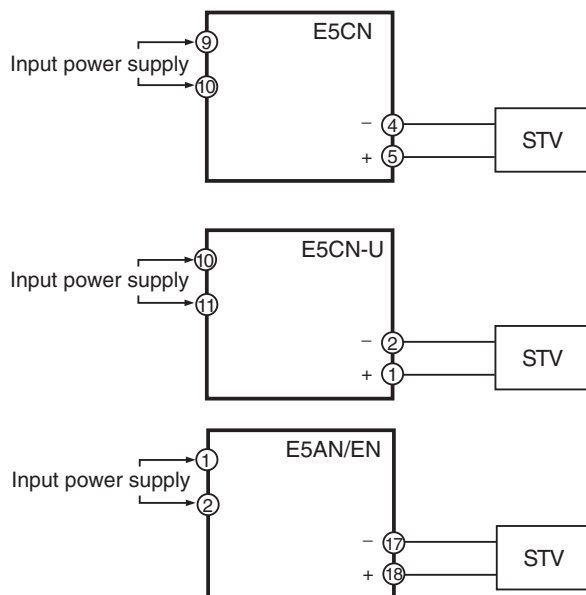 E5CN
9
Input power supply
10
− 4
STV
+ 5
E5CN-U
10
Input power supply
11
− 2
STV
+ 1
E5AN/EN
1
Input power supply
2
− 17
STV
+ 18